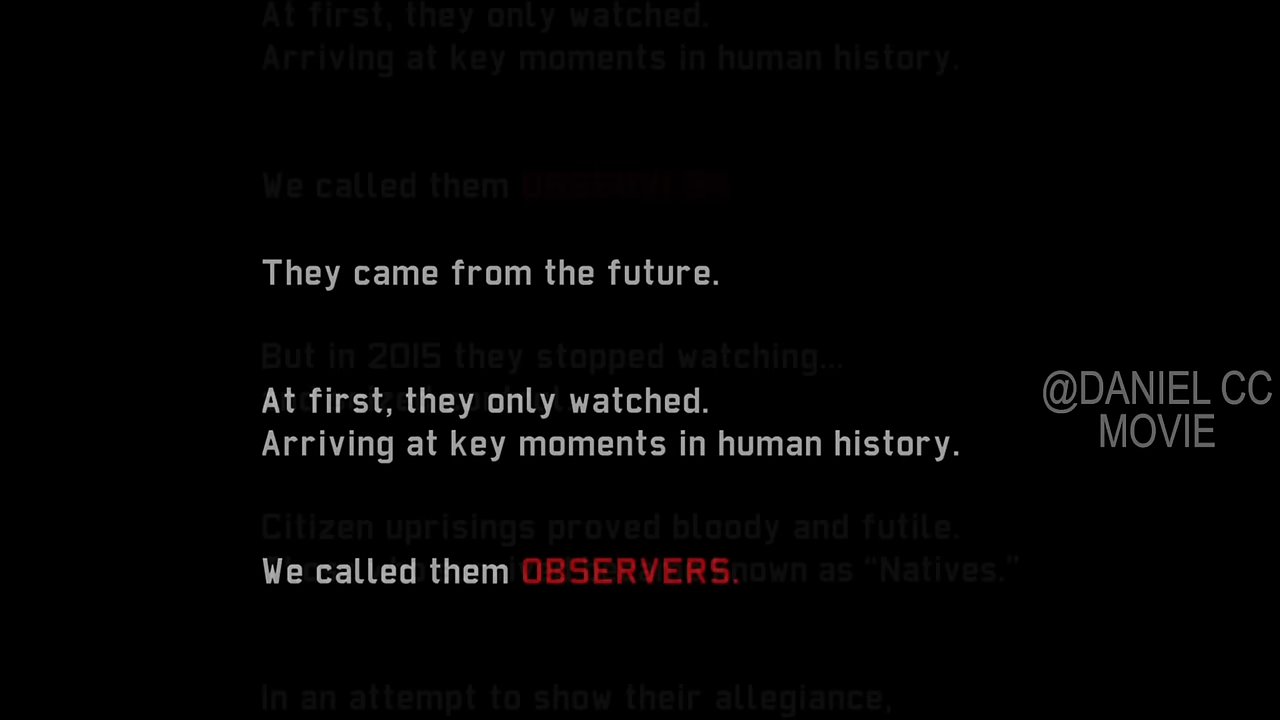 At first, they only watched.
Arriving at key moments in human history.
We called them
They came from the future.
But in 2015 they stopped watching...
At first, they only watched.
Arriving at key moments in human history.
@DANIEL CC
MOVIE
Citizen uprisings proved bloody and futile.
We called them OBSERVERS.
known as “Natives.”
In an attempt to show their allegiance,